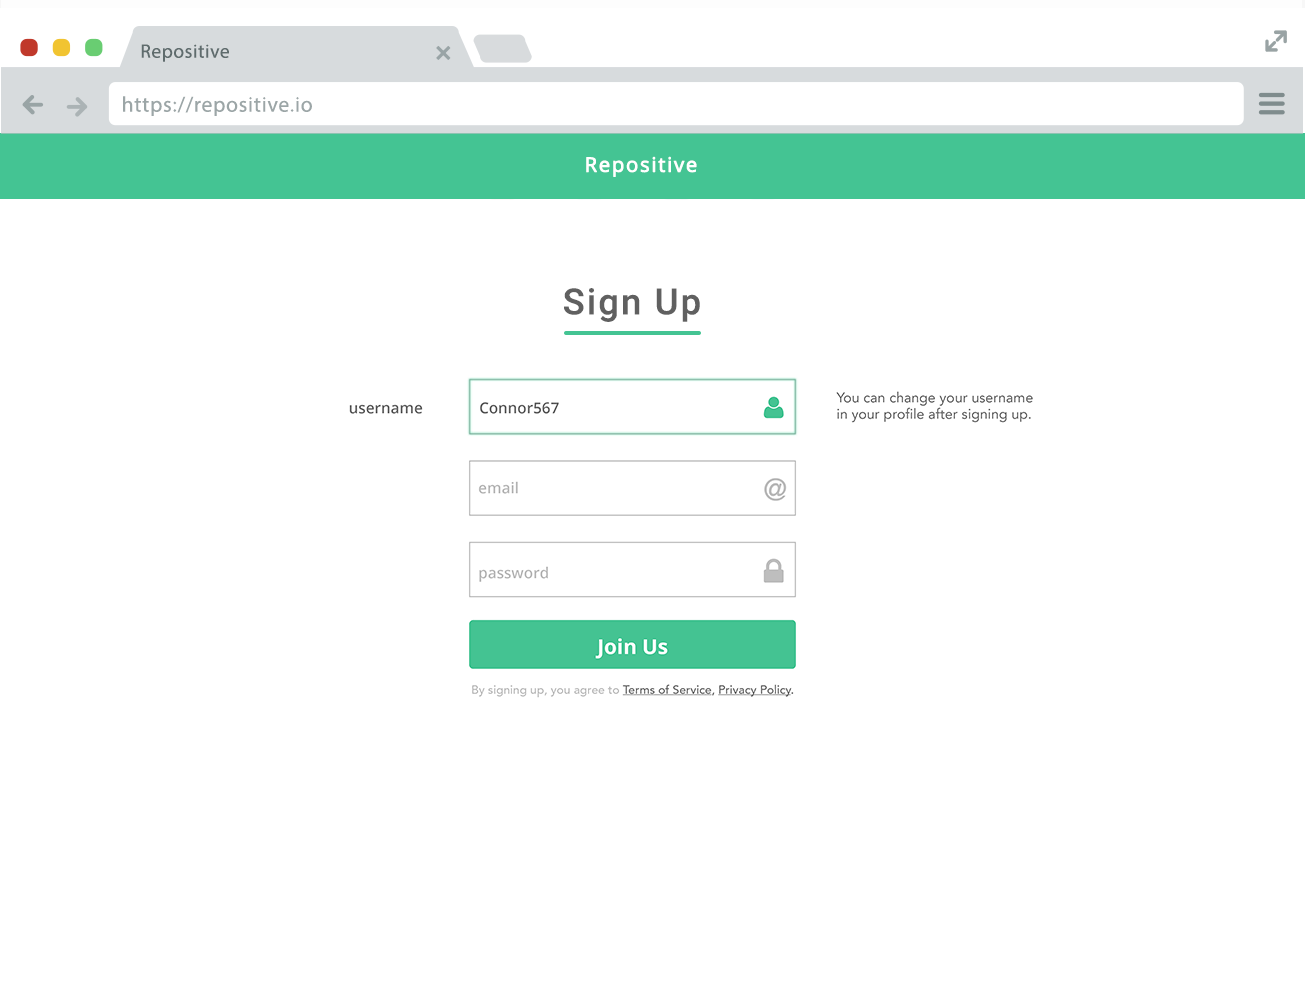 Repositive
https://repositive.io
Repositive
Sign Up
username
Connor567
You can change your username
in your profile after signing up.
email
@
password
Join Us
By signing up, you agree to Terms of Service, Privacy Policy.